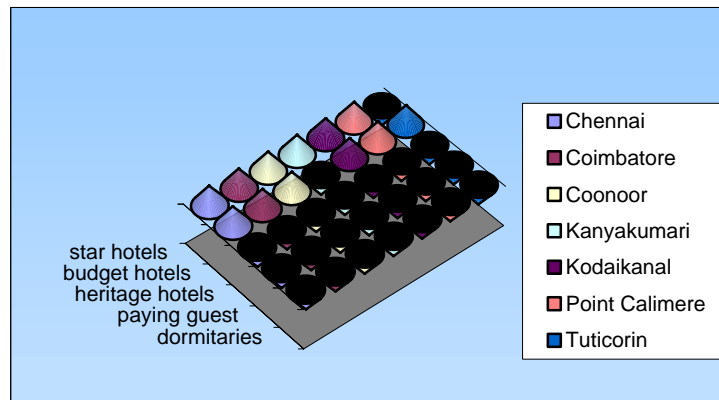 star hotels
budget hotels
heritage hotels
paying guest
dormitaries
Chennai
Coimbatore
Coonoor
Kanyakumari
Kodaikanal
Point Calimere
Tuticorin